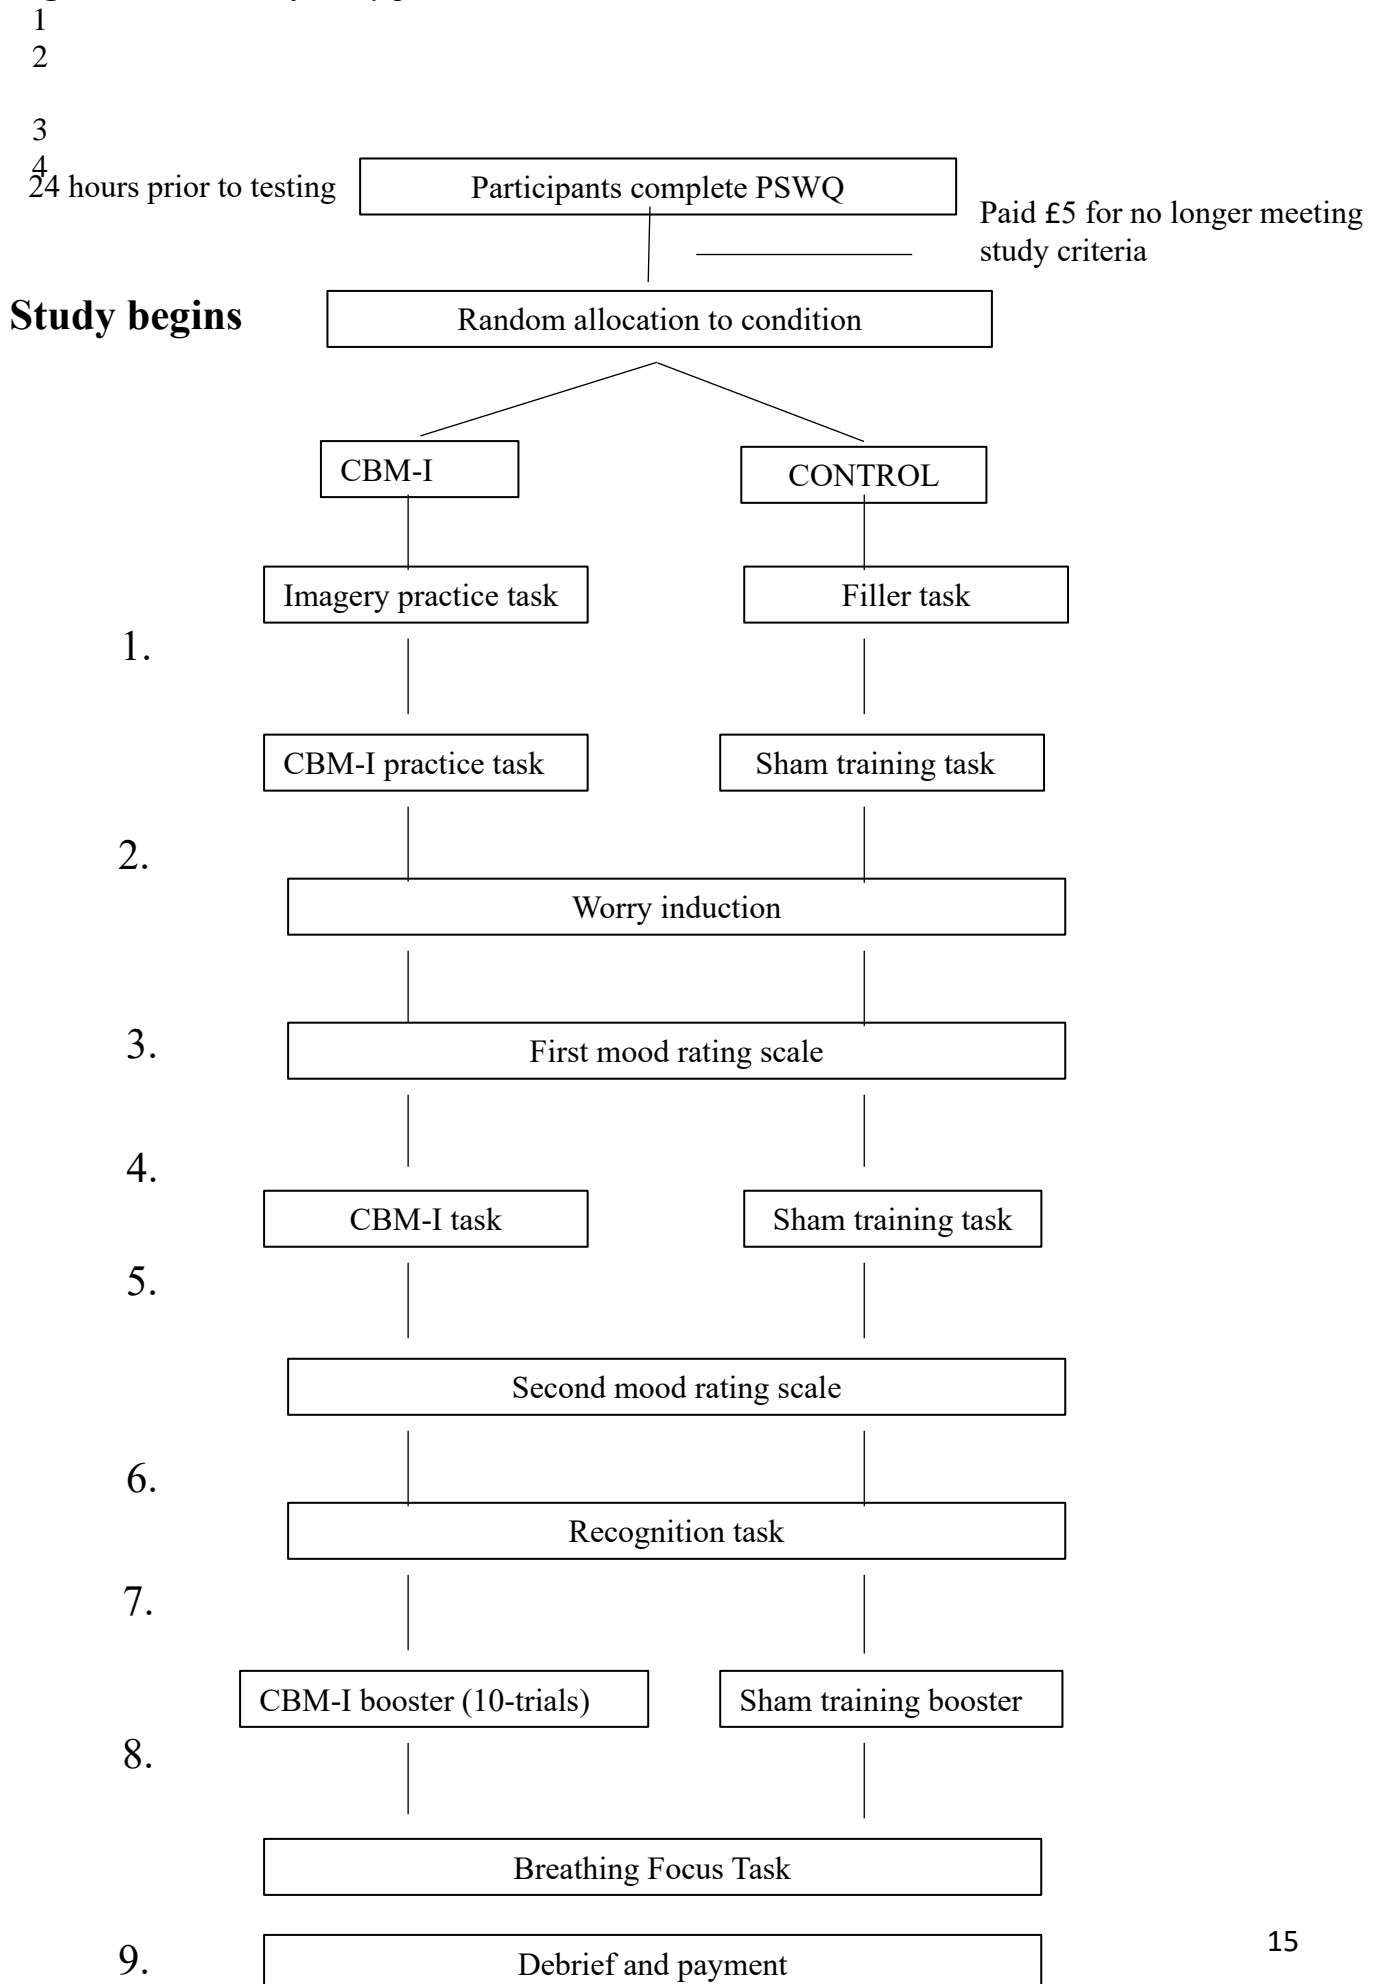 1
2
3
4
24 hours prior to testing
Participants complete PSWQ
Paid £5 for no longer meeting
study criteria
Study begins
Random allocation to condition
CBM-I
CONTROL
Imagery practice task
Filler task
1.
CBM-I practice task
Sham training task
2.
Worry induction
3.
First mood rating scale
4.
CBM-I task
Sham training task
5.
Second mood rating scale
6.
Recognition task
7.
CBM-I booster (10-trials)
Sham training booster
8.
Breathing Focus Task
15
9.
Debrief and payment